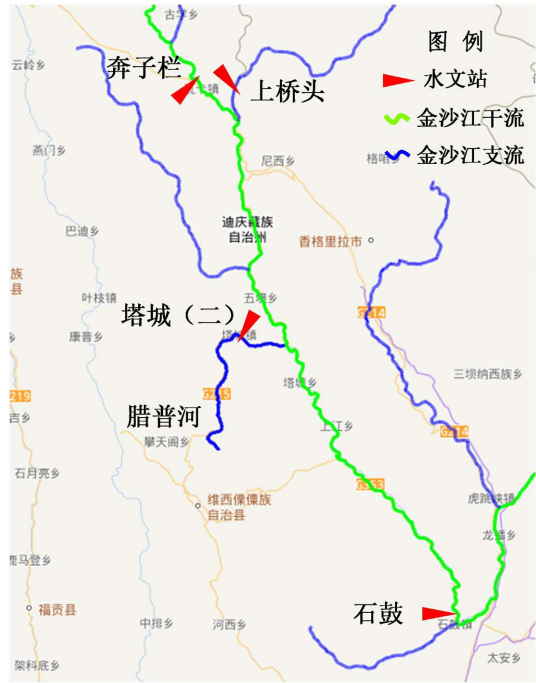 古学乡
云岭乡
奔子栏
上桥头
图 例
水文站
金沙江干流
金沙江支流
燕门乡
尼西乡
巴迪乡
迪庆藏族
自治州
香格里拉市
族
县
叶枝镇
五境乡
G214
塔城（二）
康普乡
三坝纳西族乡
塔城乡
219
G215
吉乡
腊普河
上江乡
G214
攀天阁乡
石月亮乡
G353
维西傈僳族
自治县
虎跳峡镇
龙蟠乡
鹿马登乡
福贡县
中排乡
河西乡
石鼓
石鼓镇
太安乡
架科底乡